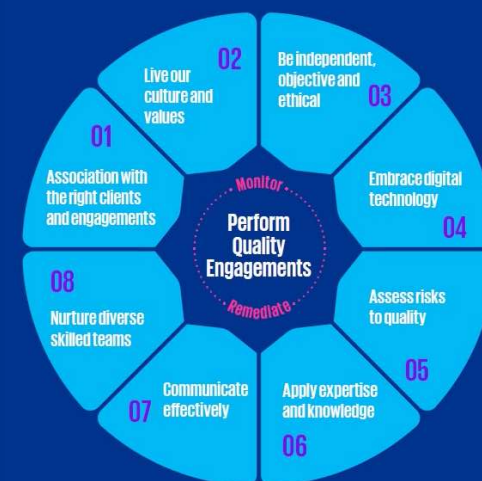 01
Association with
the right clients
and engagements
02
Live our
culture and
values
Be independent,
objective and
ethical
03
Embrace digital
technology
04
Assess risks
to quality
05
Apply expertise
and knowledge
06
Communicate
effectively
07
08
Nurture diverse
skilled teams
Monitor
Perform
Quality
Engagements
Remediate